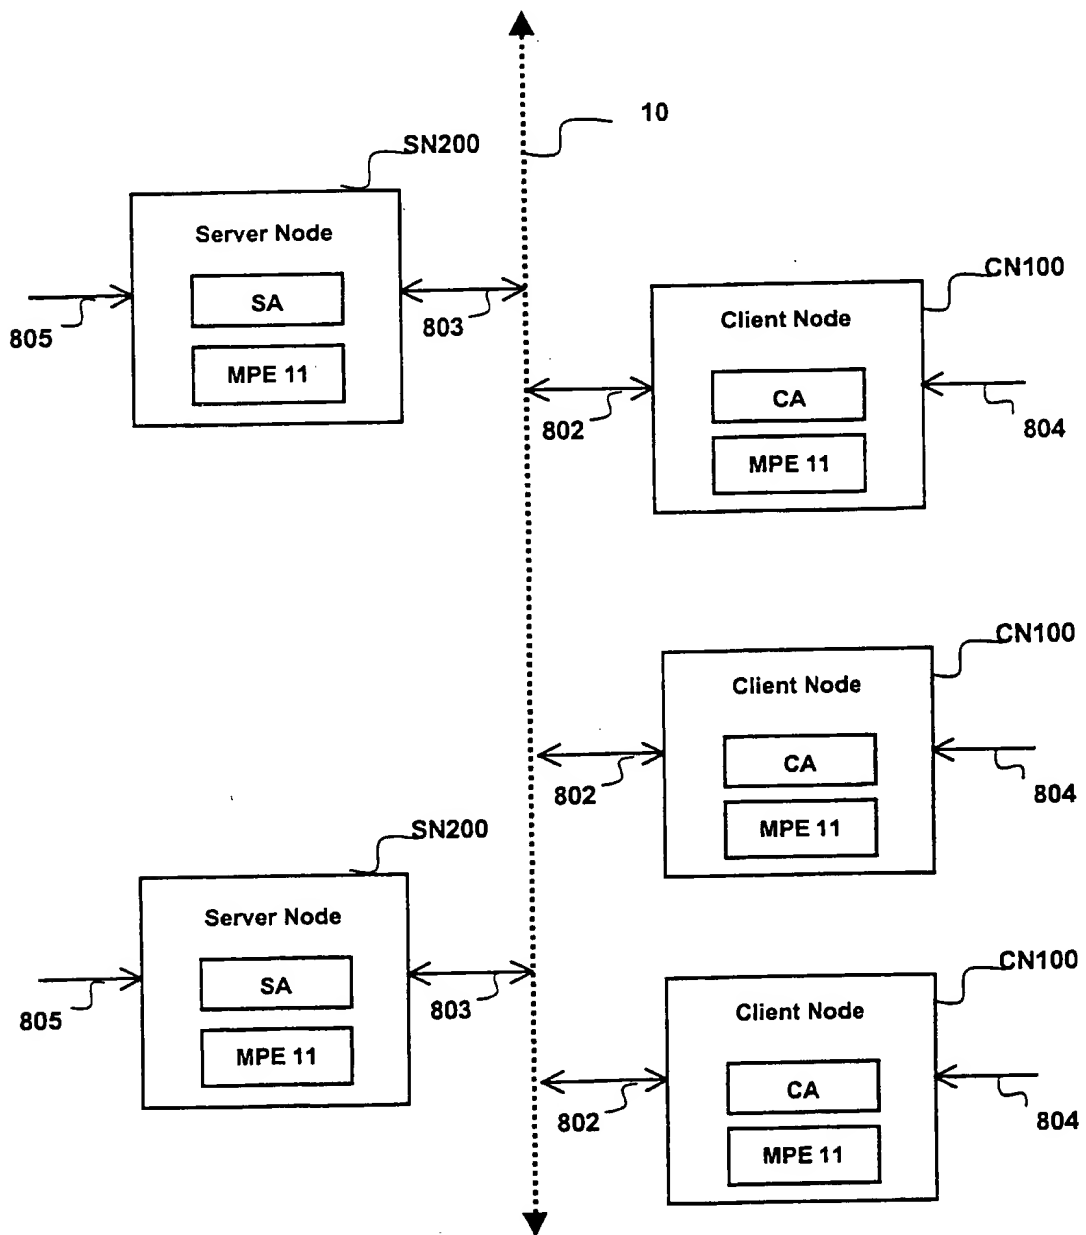 10
SN200
Server Node
SA
MPE 11
805
803
CN100
Client Node
CA
MPE 11
802
804
CN100
Client Node
CA
MPE 11
802
804
SN200
Server Node
SA
MPE 11
805
803
CN100
Client Node
CA
MPE 11
802
804